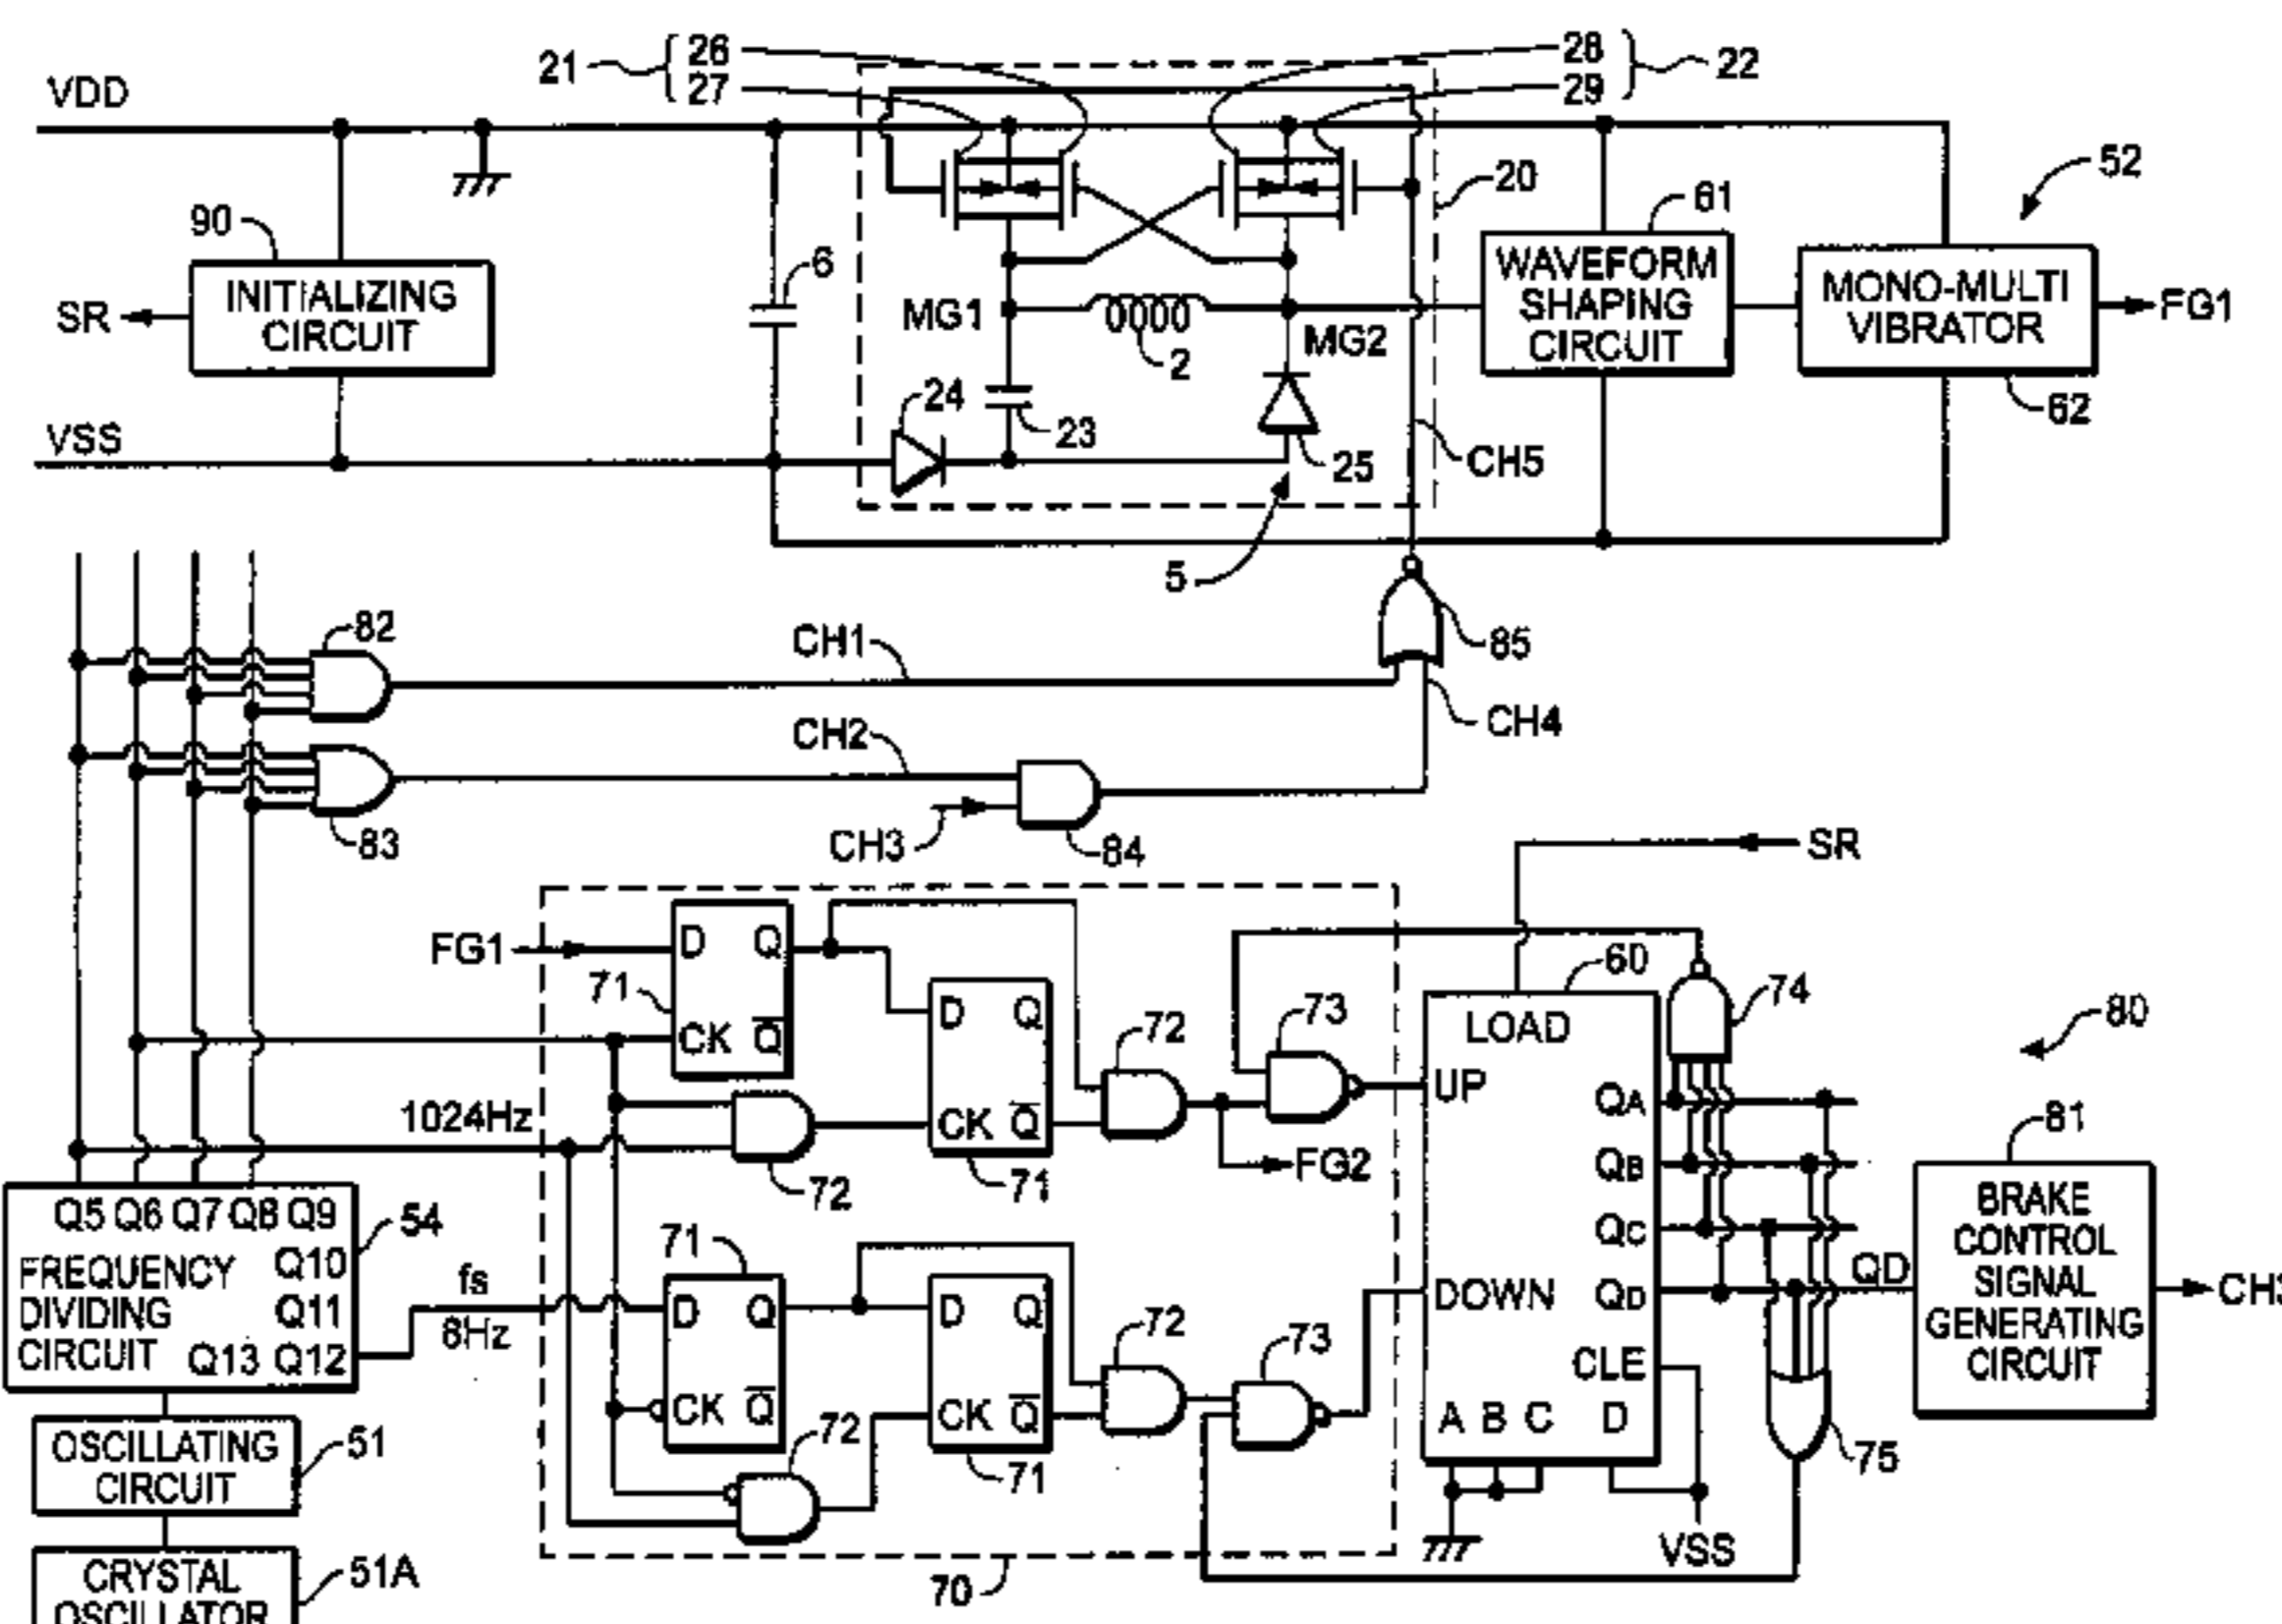 26
28
21
22
27
29
VDD
52
20
90
61
6
INITIALIZING
CIRCUIT
SR
WAVEFORM
SHAPING
CIRCUIT
MONO-MULTI
VIBRATOR
FG1
MG1
MG2
2
24
23
62
VSS
25
CH5
5
82
CH1
85
CH2
CH4
83
CH3
84
SR
FG1
D
Q
71
60
74
CK
Q
D
Q
72
73
LOAD
80
UP
QA
1024Hz
CK
Q
81
FG2
QB
72
71
Q5 Q6 Q7 Q8 Q9
54
BRAKE
CONTROL
SIGNAL
GENERATING
CIRCUIT
71
QC
FREQUENCY
DIVIDING
CIRCUIT
Q10
Q11
Q13 Q12
fs
8Hz
D
Q
D
Q
72
73
DOWN
QD
QD
CLE
CK
Q
CK
Q
A B C D
72
71
75
OSCILLATING
CIRCUIT
51
VSS
CRYSTAL
OSCILLATOR
51A
70